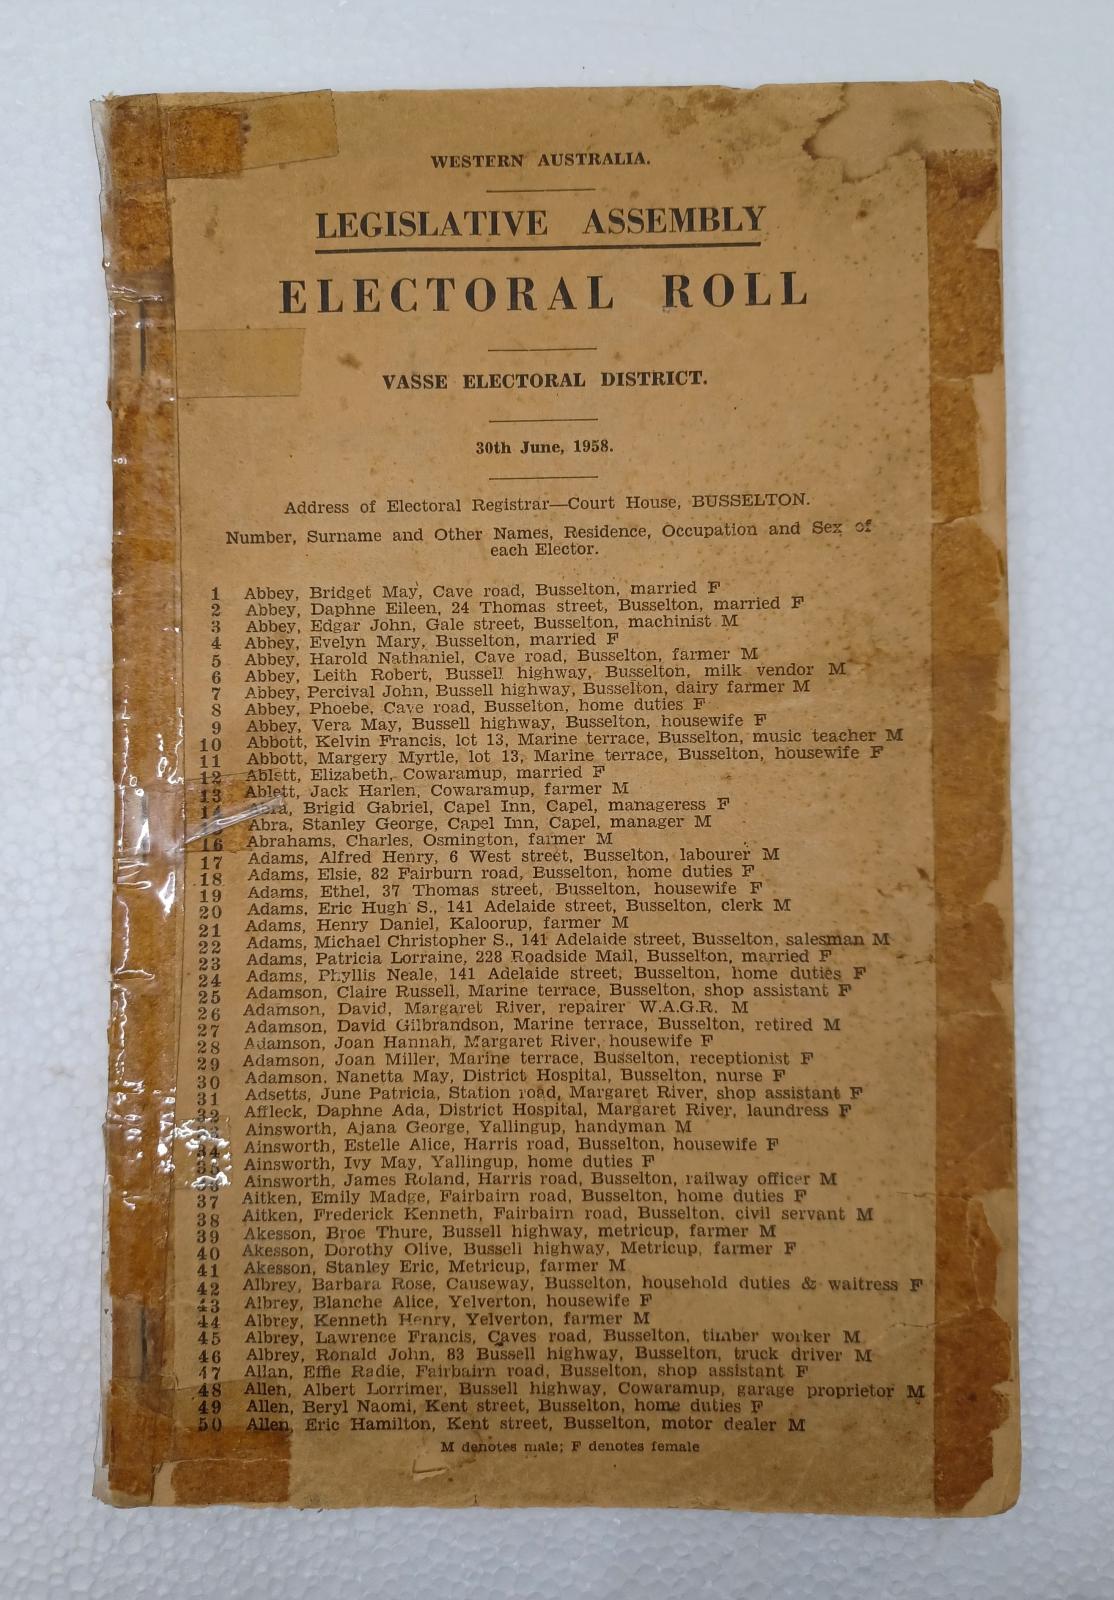 WESTERN AUSTRALIA.
LEGISLATIVE ASSEMBLY
ELECTORAL ROLL
VASSE ELECTORAL DISTRICT.
30th June, 1958.
Address of Electoral Registrar—Court House, BUSSELTON.
Number, Surname and Other Names, Residence, Occupation and Sex of
each Elector.
1 Abbey, Bridget May, Cave road, Busselton, married F
2 Abbey, Daphne Eileen, 24 Thomas street, Busselton, married F
3 Abbey, Edgar John, Gale street, Busselton, machinist M
4 Abbey, Evelyn Mary, Busselton, married F
5 Abbey, Harold Nathaniel, Cave road, Busselton, farmer M
6 Abbey, Leith Robert, Bussell highway, Busselton, milk vendor M
7 Abbey, Percival John, Bussell highway, Busselton, dairy farmer M
8 Abbey, Phoebe, Cave road, Busselton, home duties F
9 Abbey, Vera May, Bussell highway, Busselton, housewife F
10 Abbott, Kelvin Francis, lot 13, Marine terrace, Busselton, music teacher M
11 Abbott, Margery Myrtle, lot 13, Marine terrace, Busselton, housewife F
12 Ablett, Elizabeth, Cowaramup, married F
13 Ablett, Jack Harlen, Cowaramup, farmer M
14 Abra, Brigid Gabriel, Capel Inn, Capel, manageress F
15 Abra, Stanley George, Capel Inn, Capel, manager M
16 Abrahams, Charles, Osmington, farmer M
17 Adams, Alfred Henry, 6 West street, Busselton, labourer M
18 Adams, Elsie, 82 Fairburn road, Busselton, home duties F
19 Adams, Ethel, 37 Thomas street, Busselton, housewife F
20 Adams, Eric Hugh S., 141 Adelaide street, Busselton, clerk M
21 Adams, Henry Daniel, Kaloorup, farmer M
22 Adams, Michael Christopher S., 141 Adelaide street, Busselton, salesman M
23 Adams, Patricia Lorraine, 228 Roadside Mail, Busselton, married F
24 Adams, Phyllis Neale, 141 Adelaide street, Busselton, home duties F
25 Adamson, Claire Russell, Marine terrace, Busselton, shop assistant F
26 Adamson, David, Margaret River, repairer W.A.G.R. M
27 Adamson, David Gilbrandson, Marine terrace, Busselton, retired M
28 Adamson, Joan Hannah, Margaret River, housewife F
29 Adamson, Joan Miller, Marine terrace, Busselton, receptionist F
30 Adamson, Nanetta May, District Hospital, Busselton, nurse F
31 Adsetts, June Patricia, Station road, Margaret River, shop assistant F
32 Affleck, Daphne Ada, District Hospital, Margaret River, laundress F
33 Ainsworth, Ajana George, Yallingup, handyman M
34 Ainsworth, Estelle Alice, Harris road, Busselton, housewife F
35 Ainsworth, Ivy May, Yallingup, home duties F
36 Ainsworth, James Roland, Harris road, Busselton, railway officer M
37 Aitken, Emily Madge, Fairbairn road, Busselton, home duties F
38 Aitken, Frederick Kenneth, Fairbairn road, Busselton, civil servant M
39 Akesson, Broe Thure, Bussell highway, metricup, farmer M
40 Akesson, Dorothy Olive, Bussell highway, Metricup, farmer F
41 Akesson, Stanley Eric, Metricup, farmer M
42 Albrey, Barbara Rose, Causeway, Busselton, household duties & waitress F
43 Albrey, Blanche Alice, Yelverton, housewife F
44 Albrey, Kenneth Henry, Yelverton, farmer M
45 Albrey, Lawrence Francis, Caves road, Busselton, timber worker M
46 Albrey, Ronald John, 83 Bussell highway, Busselton, truck driver M
47 Allan, Effie Radie, Fairbairn road, Busselton, shop assistant F
48 Allen, Albert Lorrimer, Bussell highway, Cowaramup, garage proprietor M
49 Allen, Beryl Naomi, Kent street, Busselton, home duties F
50 Allen, Eric Hamilton, Kent street, Busselton, motor dealer M
M denotes male; F denotes female